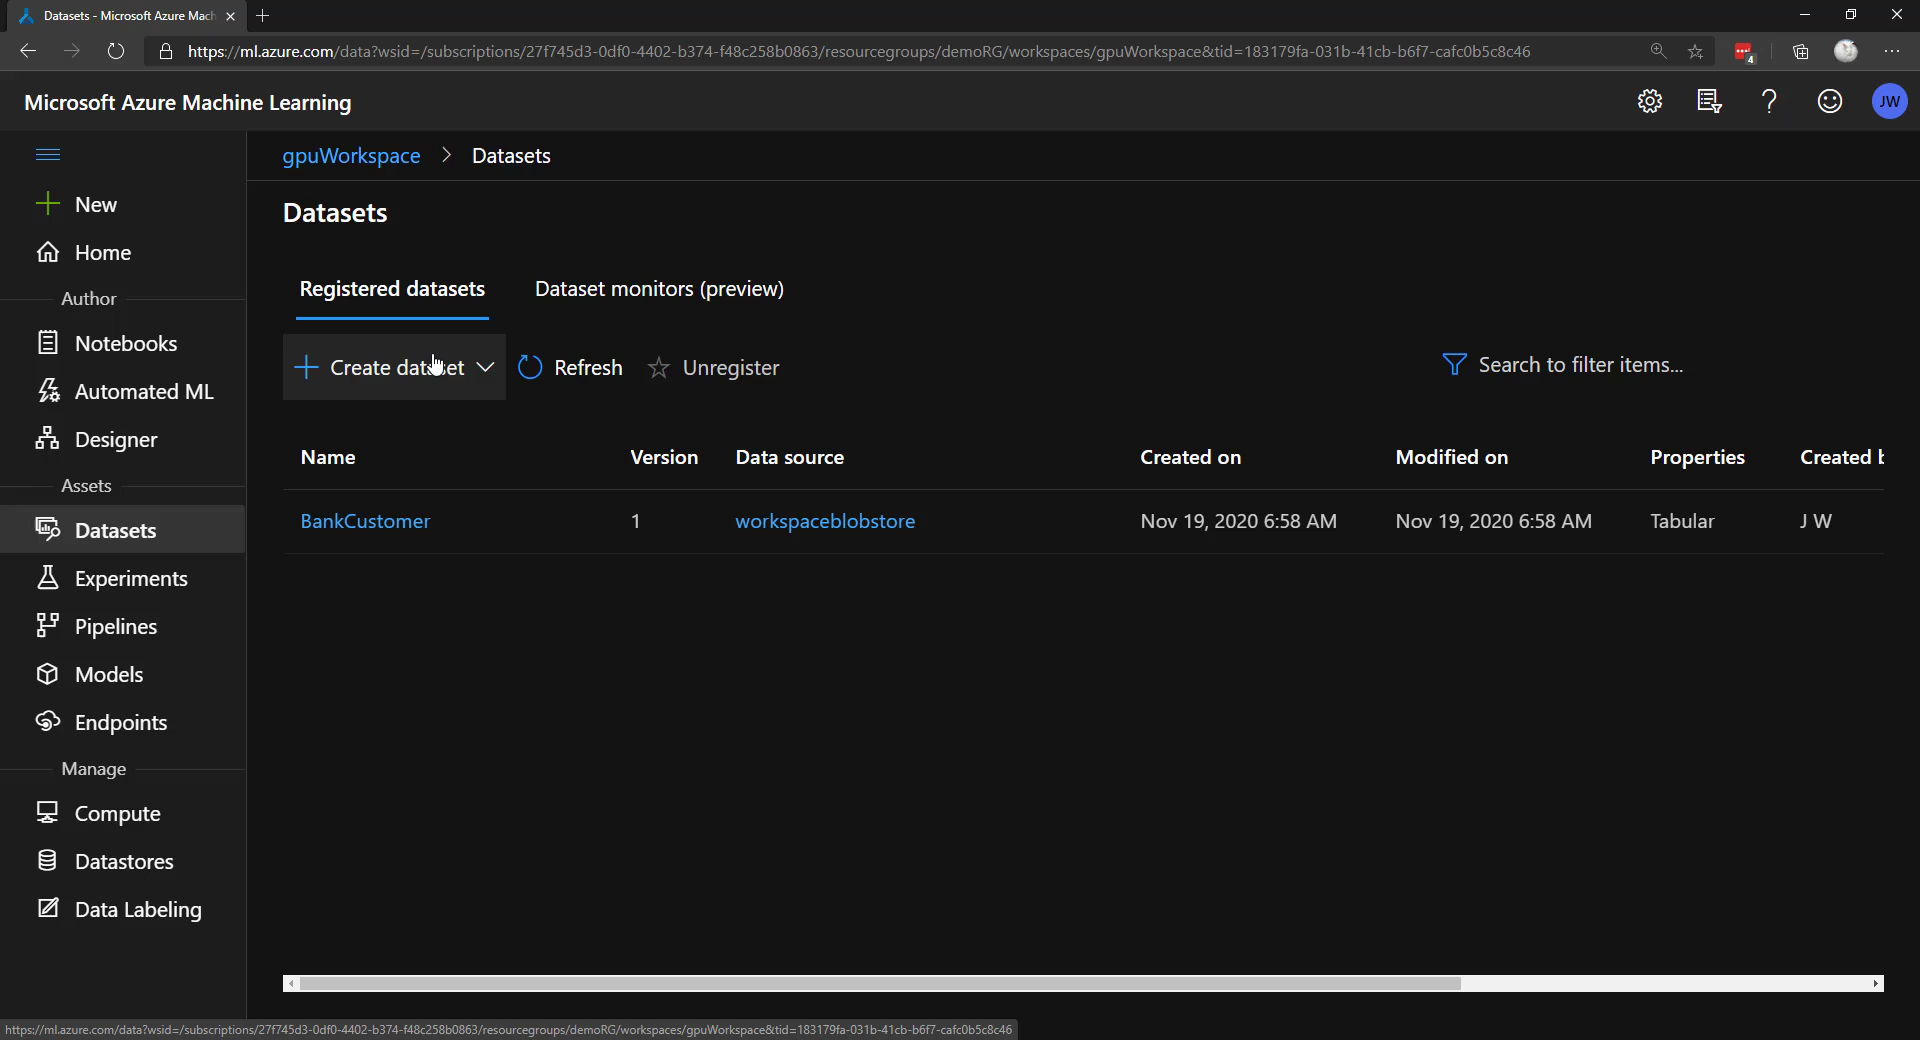 Datasets - Microsoft Azure Mach
https://ml.azure.com/data?wsid=/subscriptions/27f745d3-0df0-4402-b374-f48c258b0863/resourcegroups/demoRG/workspaces/gpuWorkspace&tid=183179fa-031b-41cb-b6f7-cafc0b5c8c46
4
Microsoft Azure Machine Learning
JW
gpuWorkspace > Datasets
New
Home
Author
Notebooks
Automated ML
Designer
Assets
Datasets
Experiments
Pipelines
Models
Endpoints
Manage
Compute
Datastores
Data Labeling
Datasets
Registered datasets Dataset monitors (preview)
Create dataset Refresh Unregister Search to filter items...
Name Version Data source Created on Modified on Properties Created
BankCustomer 1 workspaceblobstore Nov 19, 2020 6:58 AM Nov 19, 2020 6:58 AM Tabular J W
https://ml.azure.com/data?wsid=/subscriptions/27f745d3-0df0-4402-b374-f48c258b0863/resourcegroups/demoRG/workspaces/gpuWorkspace&tid=183179fa-031b-41cb-b6f7-cafc0b5c8c46